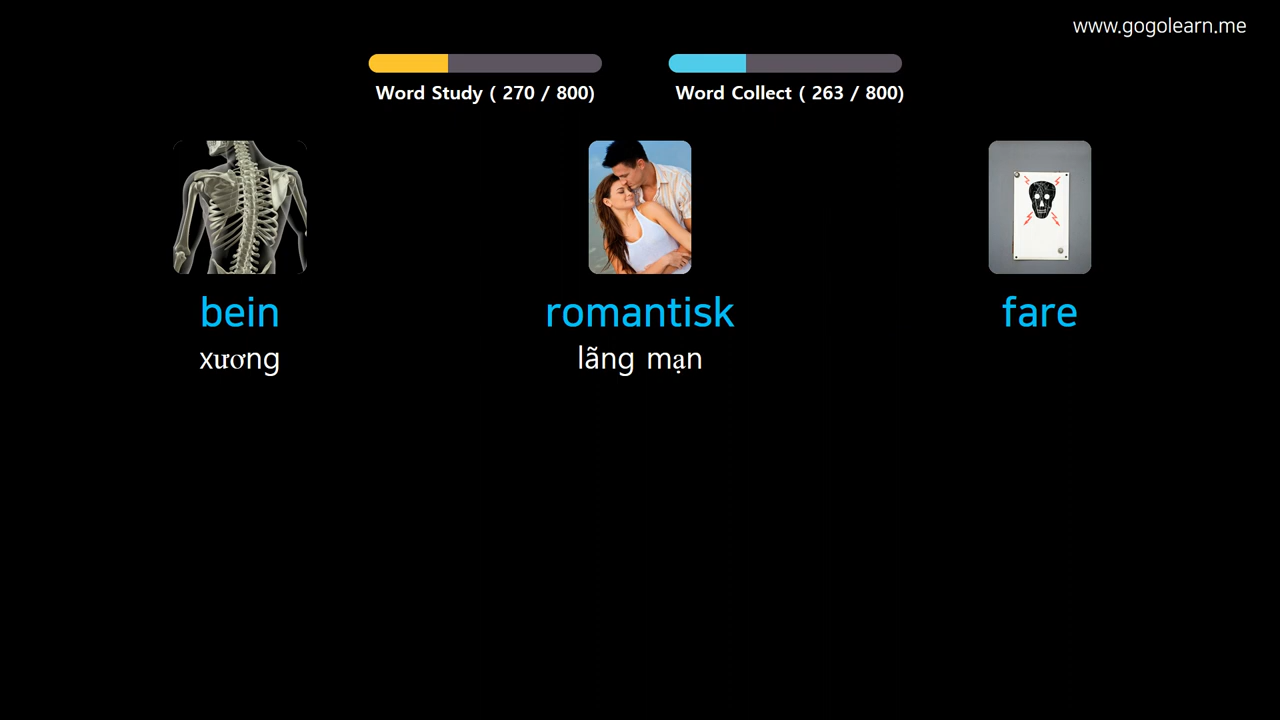 www.gogolearn.me
Word Study ( 270 / 800)
Word Collect ( 263 / 800)
bein
romantisk
fare
xương
lãng mạn